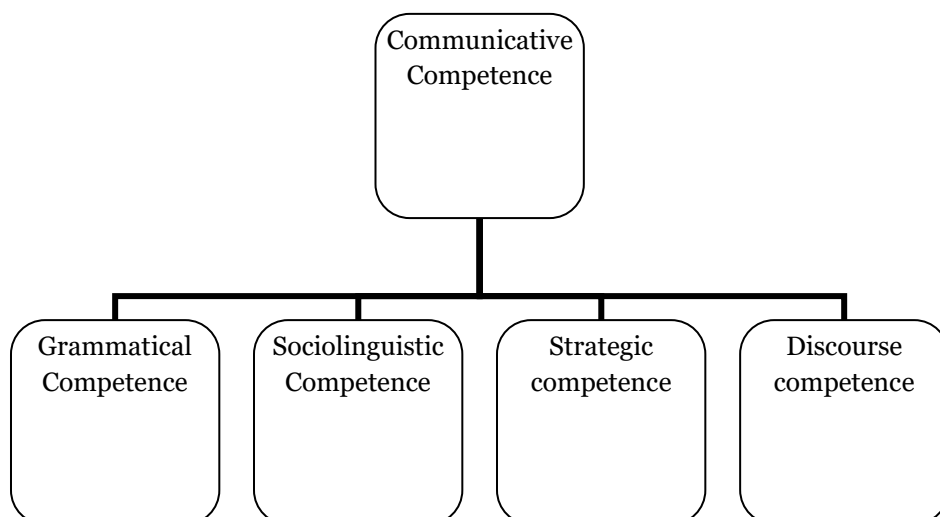 Communicative
Competence
Grammatical
Competence
Sociolinguistic
Competence
Strategic
competence
Discourse
competence